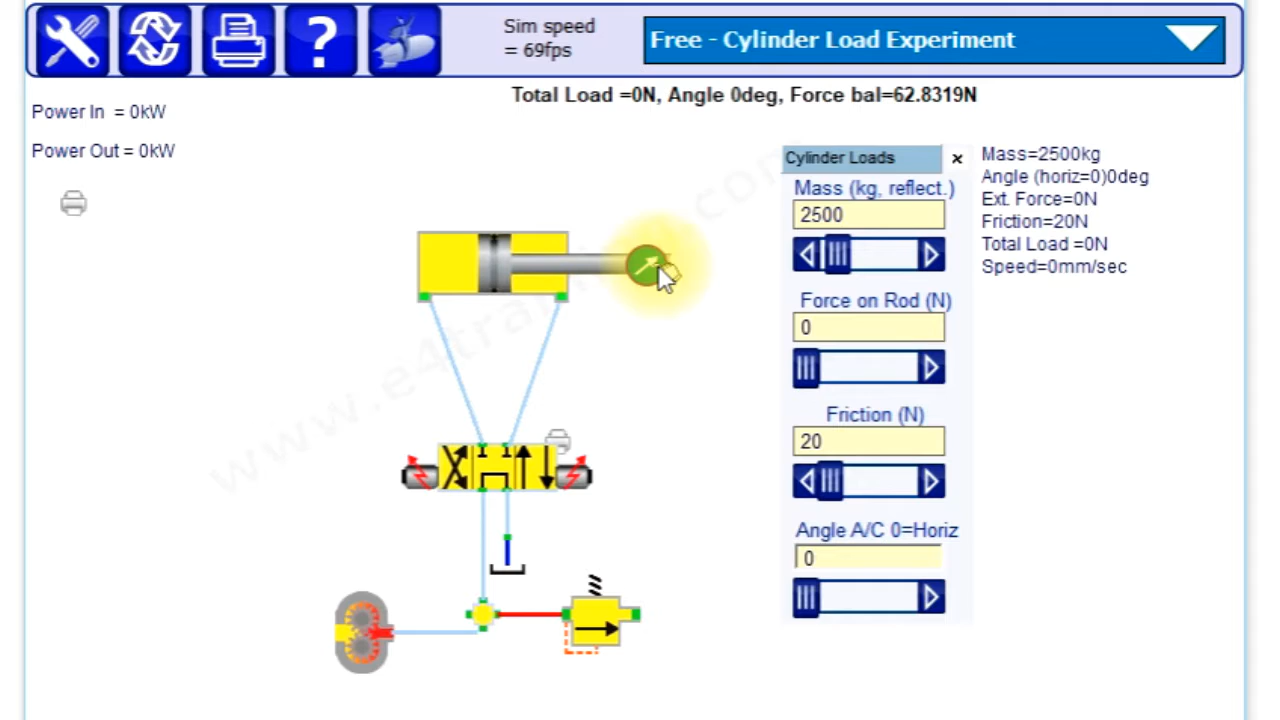 Sim speed
= 69fps
Free - Cylinder Load Experiment
Total Load =0N, Angle 0deg, Force bal=62.8319N
Power In = 0kW
Power Out = 0kW
Cylinder Loads
×
Mass (kg, reflect.)
2500
Force on Rod (N)
0
Friction (N)
20
Angle A/C 0=Horiz
0
Mass=2500kg
Angle (horiz=0)0deg
Ext. Force=0N
Friction=20N
Total Load =0N
Speed=0mm/sec